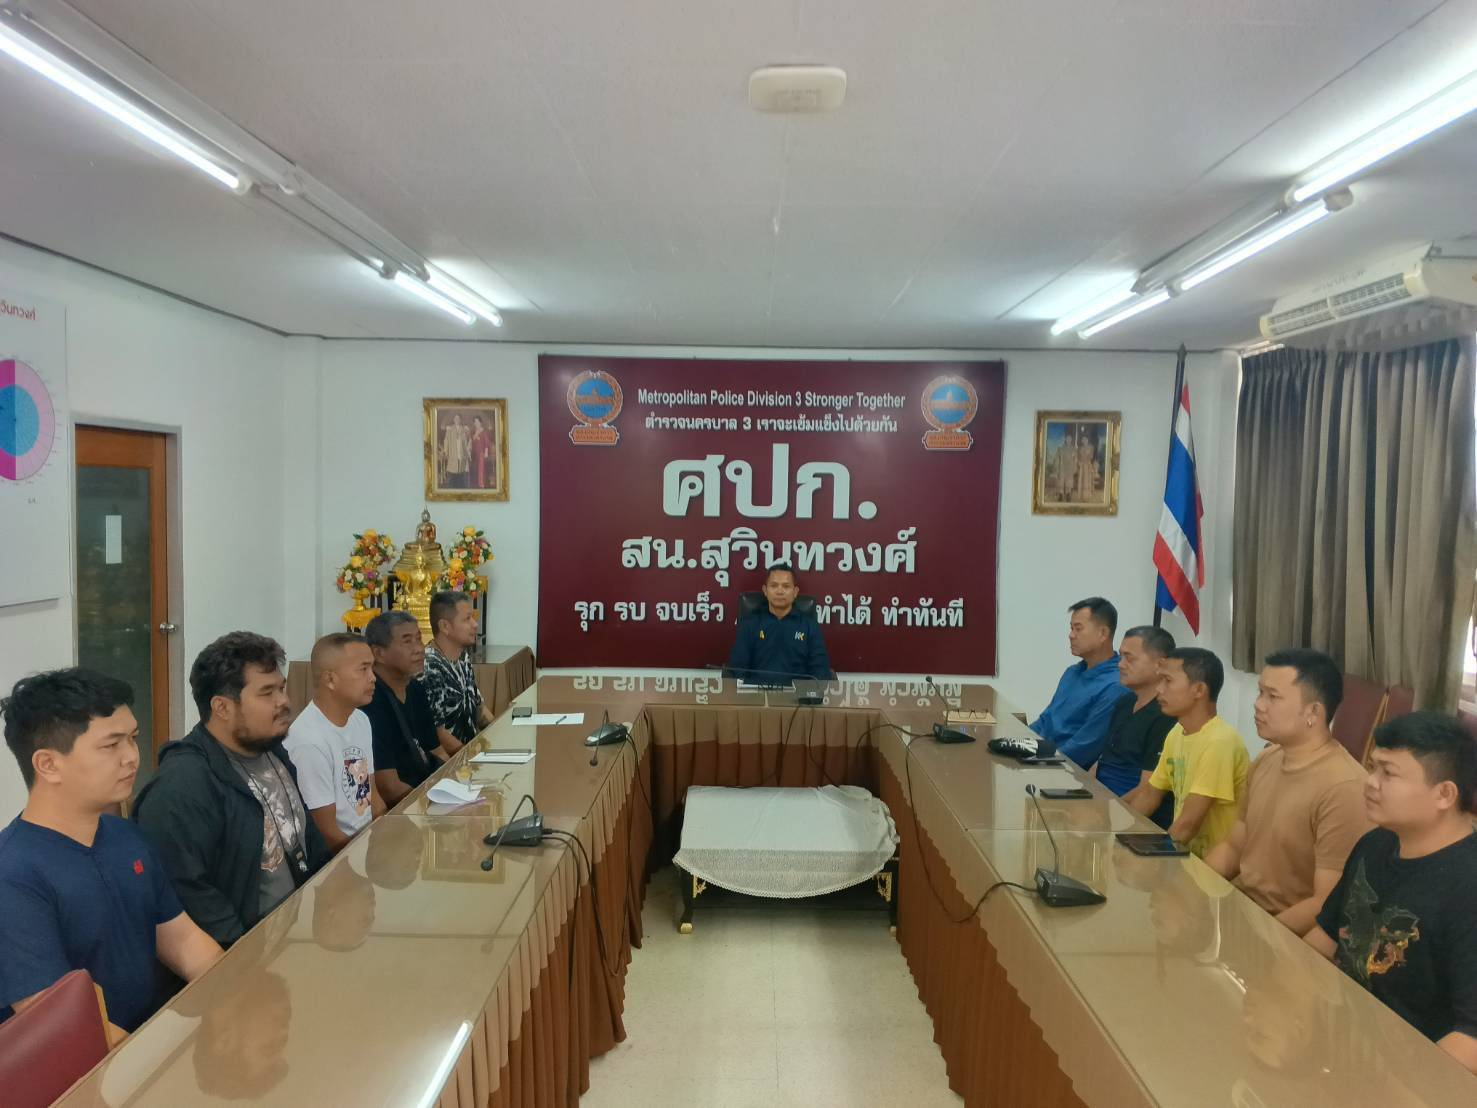 Metropolitan Police Division 3 Stronger Together
ตำรวจนครบาล 3 เราจะเข้มแข็งไปด้วยกัน
ศปก.
สน.สุวินทวงศ์
รุก รบ จบเร็ว ทำได้ ทำทันที